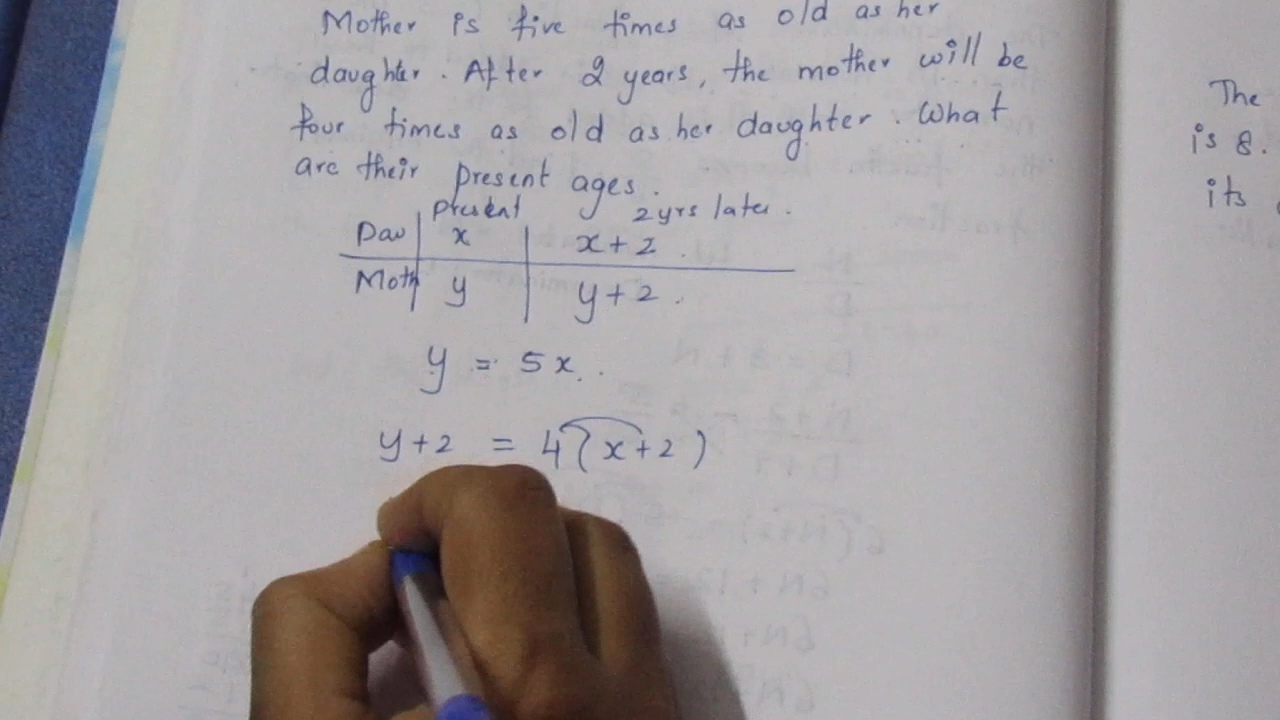 Mother is five times as old as her
daughter. After 2 years, the mother will be
four times as old as her daughter. What
are their present ages.
present 2 yrs later.
Dau x x + 2
Moth y y + 2
y = 5x
y + 2 = 4(x + 2)
The
is 8.
its